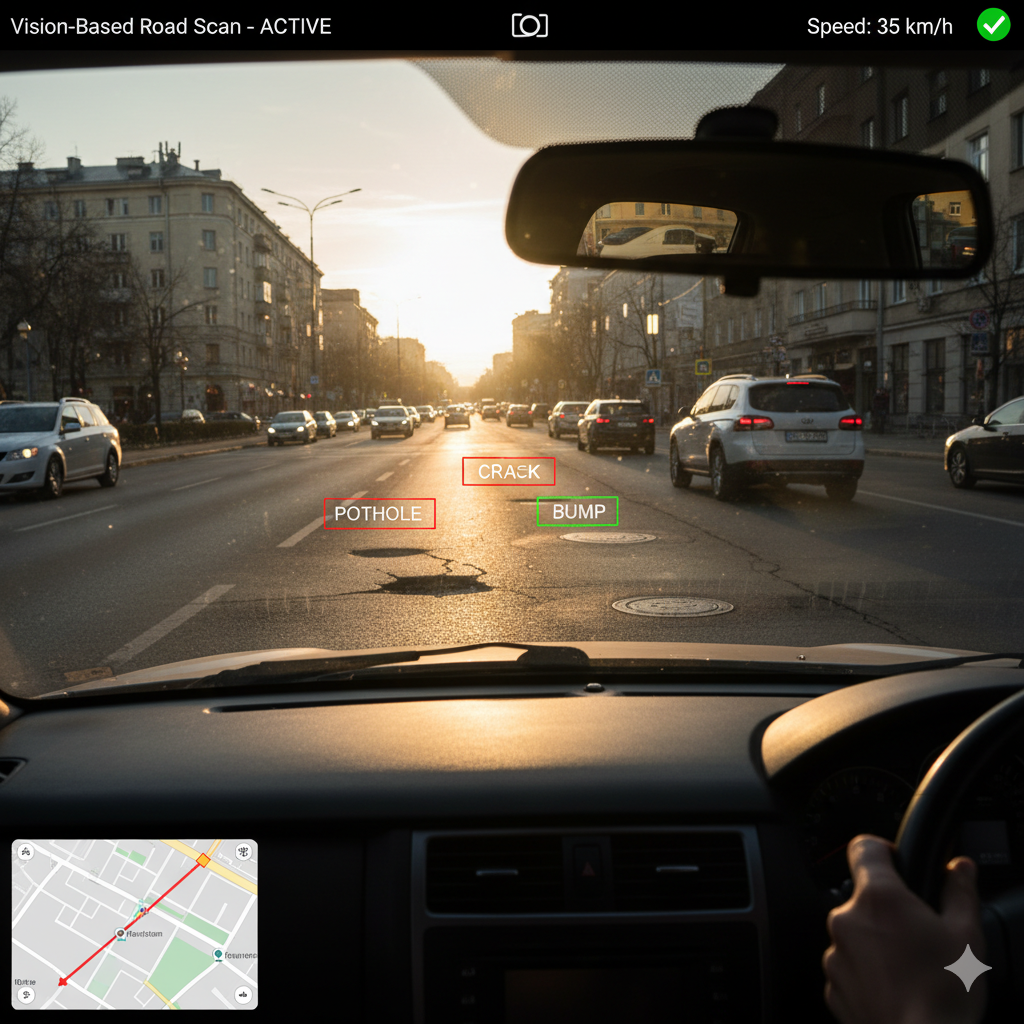 Vision-Based Road Scan - ACTIVE
Speed: 35 km/h
CRACK
POTHOLE
BUMP